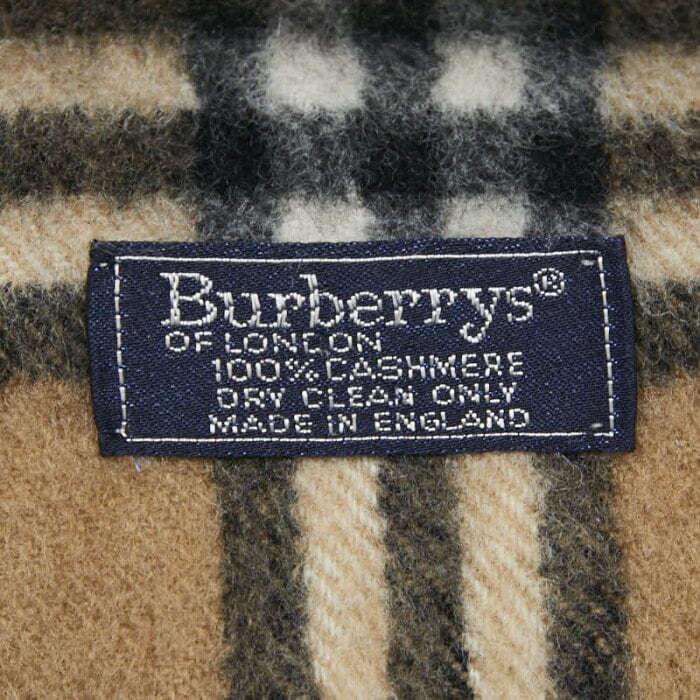 Burberrys®
OF LONDON
100% CASHMERE
DRY CLEAN ONLY
MADE IN ENGLAND